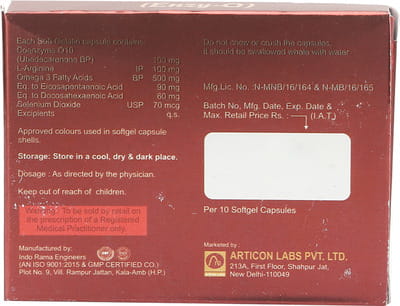 (Enzy-Q)
Each Soft Gelatin capsule contains:
Coenzyme Q10
(Ubidecarenone BP) 100 mg
L-Arginine IP 100 mg
Omega 3 Fatty Acids BP 500 mg
Eq. to Eicosapentaenoic Acid 90 mg
Eq. to Docosahexaenoic Acid 60 mg
Selenium Dioxide USP 70 mcg
Excipients q.s.
Approved colours used in softgel capsule
shells.
Storage: Store in a cool, dry & dark place.
Dosage : As directed by the physician.
Keep out of reach of children.
Warning : To be sold by retail on
the prescription of a Registered
Medical Practitioner only.
Manufactured by:
Indo Rama Engineering
(AN ISO 9001:2015 & GMP CERTIFIED CO.)
Plot No. 9, Vill. Rampur Jattan, Kala-Amb (H.P.)
Do not chew or crush the capsules.
It should be swallowed whole with water.
Mfg.Lic. No. :N-MNB/16/164 & N-MB/16/165
Batch No, Mfg. Date, Exp. Date &
Max. Retail Price Rs. : (I.A.T.)
Per 10 Softgel Capsules
Marketed by :
ARTICON LABS PVT. LTD.
213A, First Floor, Shahpur Jat,
New Delhi-110049